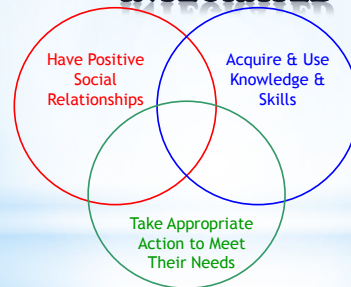 Have Positive
Social
Relationships
Acquire & Use
Knowledge &
Skills
Take Appropriate
Action to Meet
Their Needs